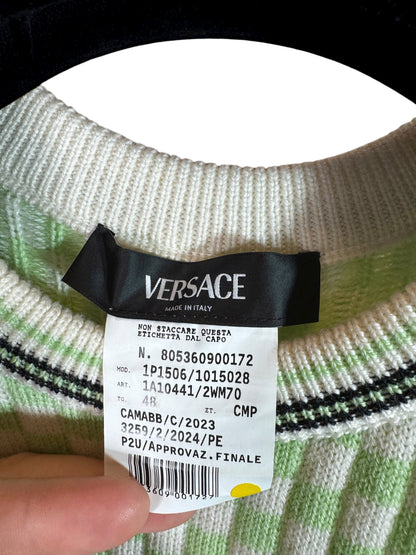 VERSACE
MADE IN ITALY
NON STACCARE QUESTA
ETICHETTA DAL CAPO
N. 805360900172
MOD. 1P1506/1015028
ART. 1A10441/2WM70
TG. 48 ZT. CMP
CAMABB/C/2023
3259/2/2024/PE
P2U/APPROVAZ.FINALE